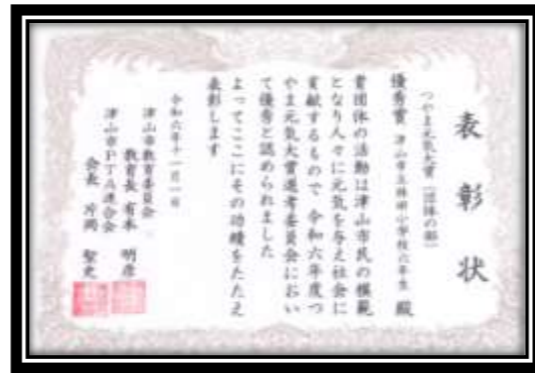 表彰状
つやま元気大賞(団体の部)
優秀賞 津山市立林田小学校六年生 殿
貴団体の活動は津山市民の模範
となり人々に元気を与え社会に
貢献するもので 令和六年度つ
やま元気大賞選考委員会におい
て優秀と認められました
よってここにその功績をたたえ
表彰します
令和六年十一月一日
津山市教育委員会
教育長 有本 明彦
津山市PTA連合会
会長 片岡 聖史